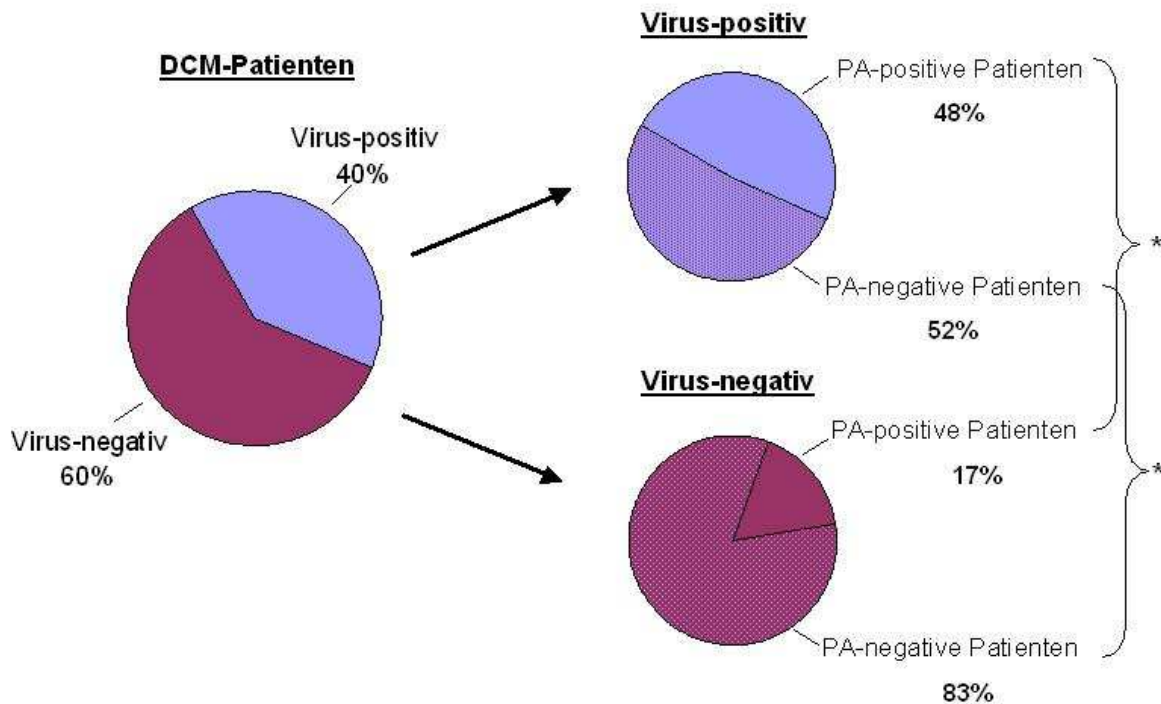 DCM-Patienten
Virus-positiv
40%
Virus-negativ
60%
Virus-positiv
PA-positive Patienten
48%
PA-negative Patienten
52%
*
Virus-negativ
PA-positive Patienten
17%
*
PA-negative Patienten
83%